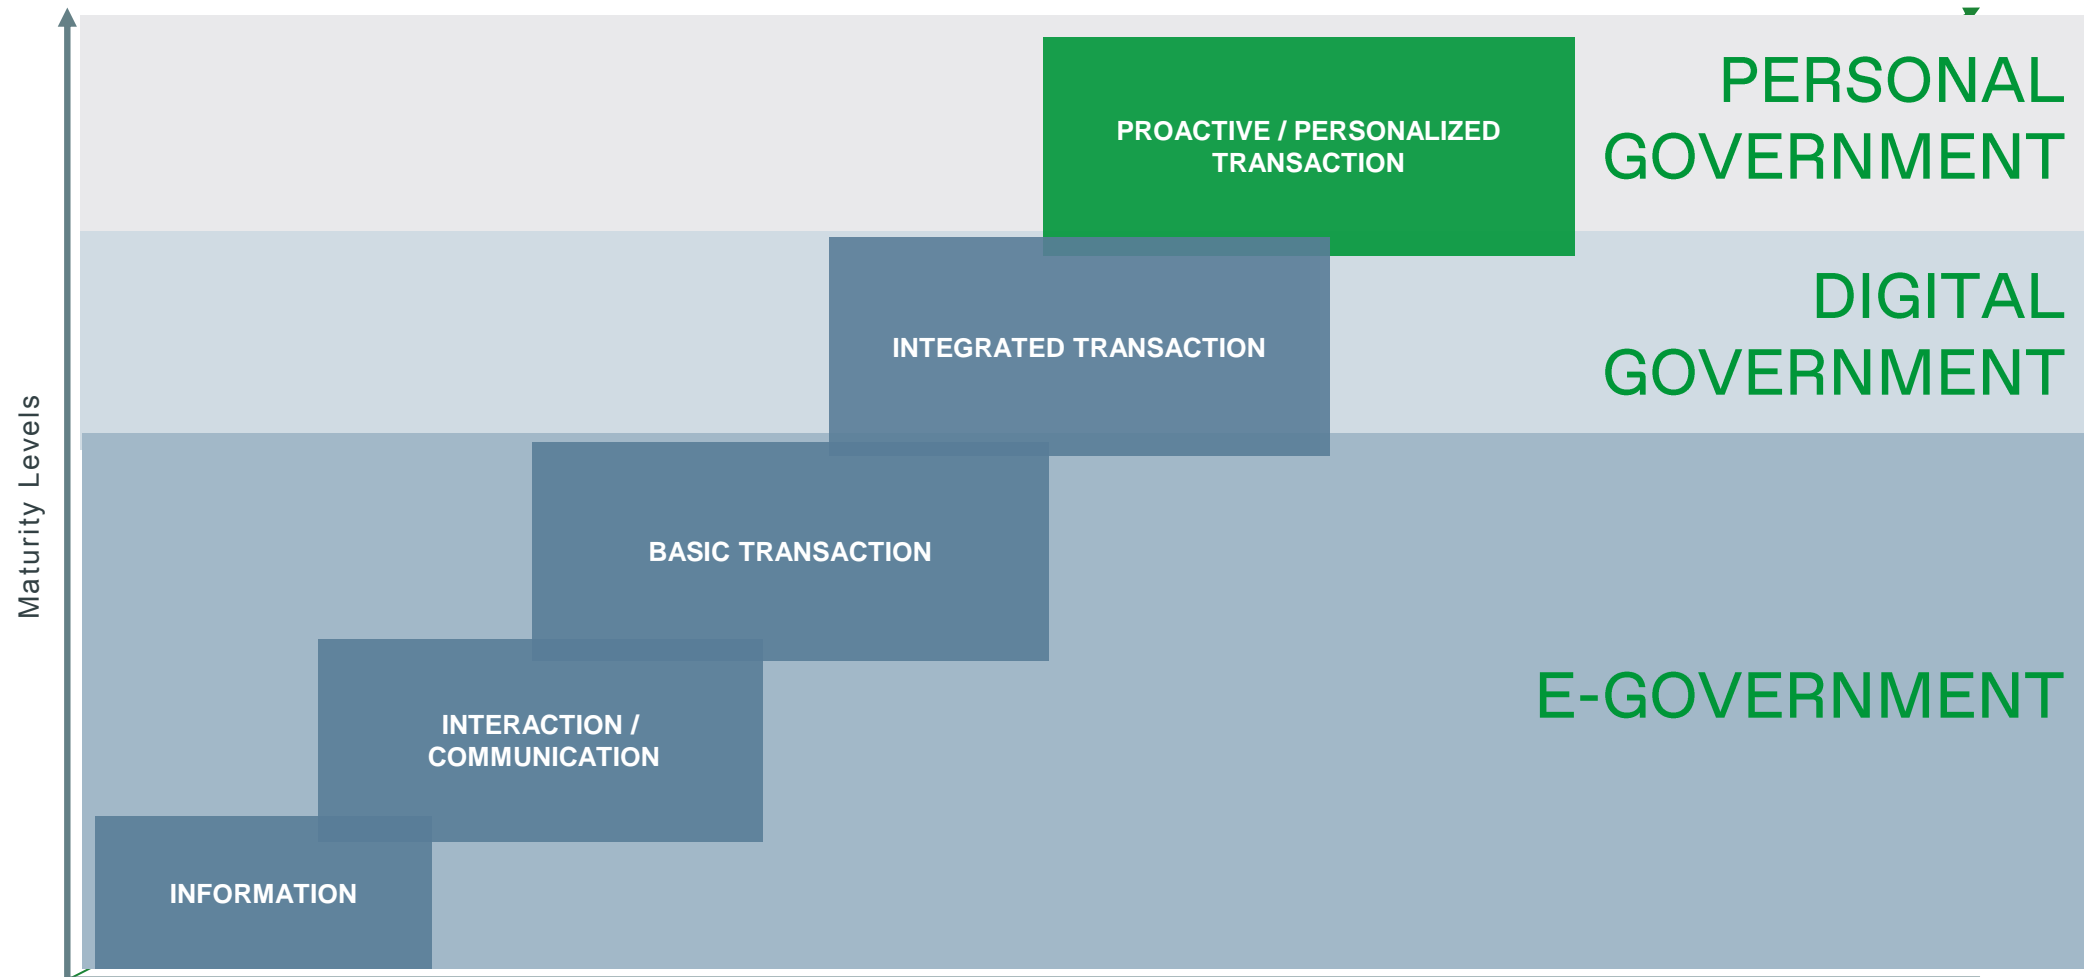 PERSONAL
GOVERNMENT
PROACTIVE / PERSONALIZED
TRANSACTION
DIGITAL
GOVERNMENT
INTEGRATED TRANSACTION
Maturity Levels
BASIC TRANSACTION
E-GOVERNMENT
INTERACTION /
COMMUNICATION
INFORMATION